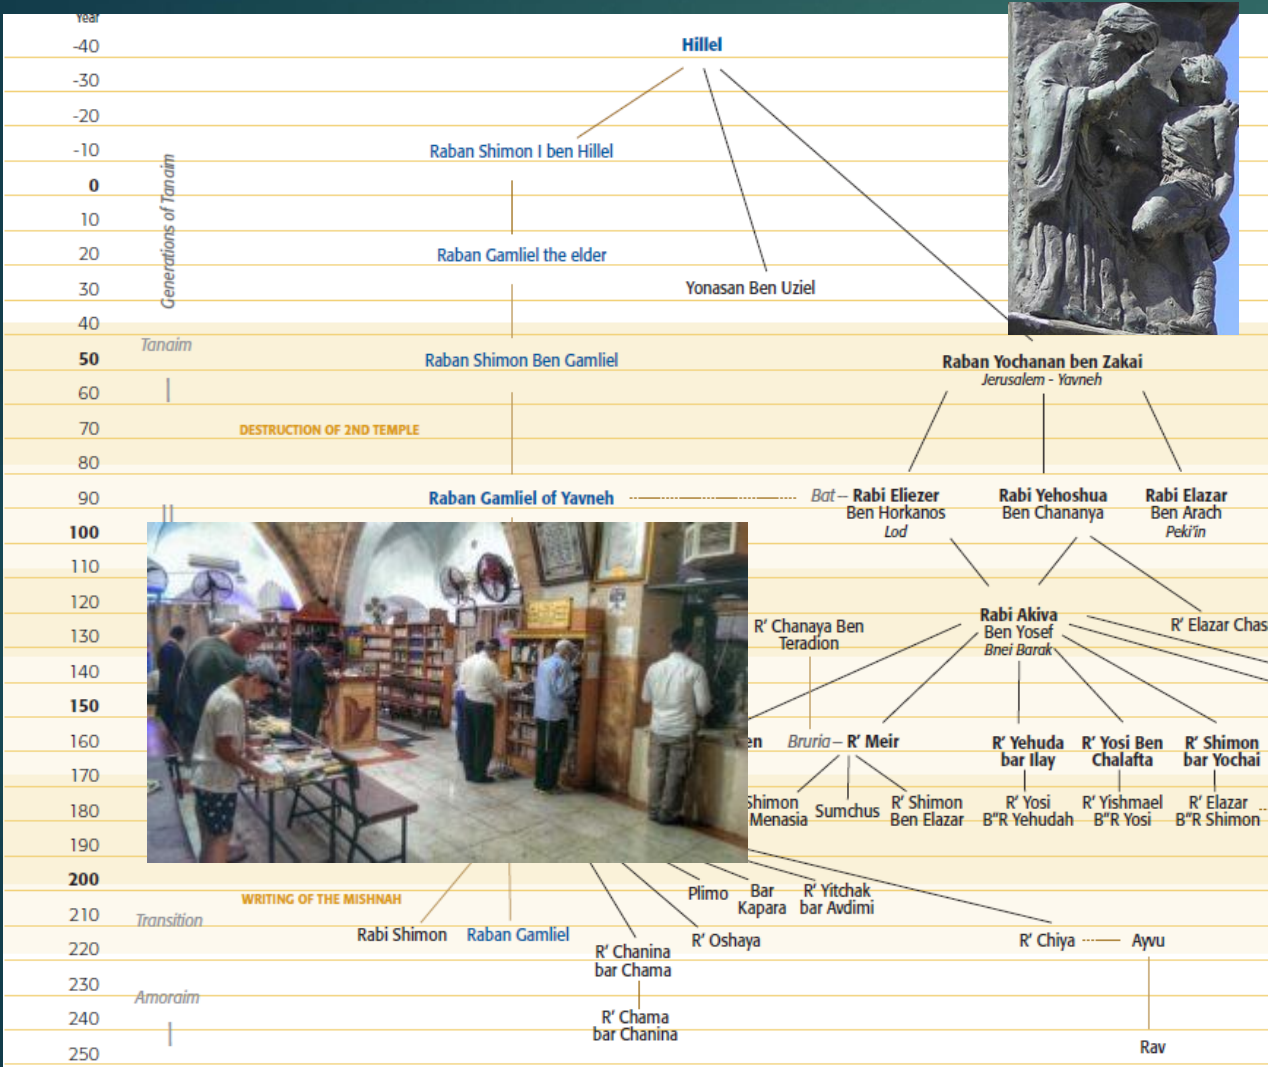 Year
-40
Hillel
-30
-20
-10
Raban Shimon I ben Hillel
0
Generations of Tanaim
10
20
Raban Gamliel the elder
30
Yonasan Ben Uziel
40
Tanaim
50
Raban Shimon Ben Gamliel
Raban Yochanan ben Zakai
Jerusalem - Yavneh
60
|
70
DESTRUCTION OF 2ND TEMPLE
80
90
Raban Gamliel of Yavneh
Bat – Rabi Eliezer
Ben Horkanos
Lod
Rabi Yehoshua
Ben Chananya
Rabi Elazar
Ben Arach
Peki'in
||
100
110
120
R' Chanaya Ben
Teradion
Rabi Akiva
Ben Yosef
Bnei Barak
R' Elazar Chas
130
140
150
160
en
Bruria – R' Meir
R' Yehuda
bar Ilay
R' Yosi Ben
Chalafta
R' Shimon
bar Yochai
170
180
Shimon
Menasia
Sumchus
R' Shimon
Ben Elazar
R' Yosi
B"R Yehudah
R' Yishmael
B"R Yosi
R' Elazar
B"R Shimon
190
200
WRITING OF THE MISHNAH
Plimo
Bar
Kapara
R' Yitchak
bar Avdimi
210
Transition
Rabi Shimon
Raban Gamliel
R' Chanina
bar Chama
R' Oshaya
R' Chiya
Ayvu
220
230
Amoraim
240
|
R' Chama
bar Chanina
250
Rav